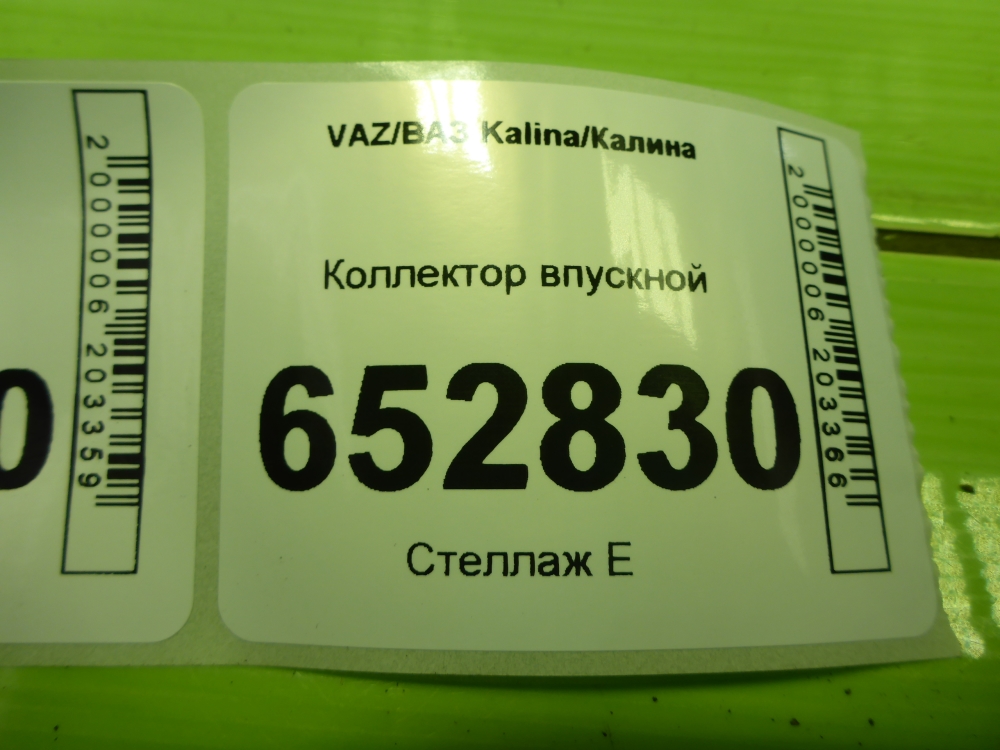 0
2000006203359
VAZ/ВАЗ Kalina/Калина
Коллектор впускной
652830
Стеллаж Е
2000006203366